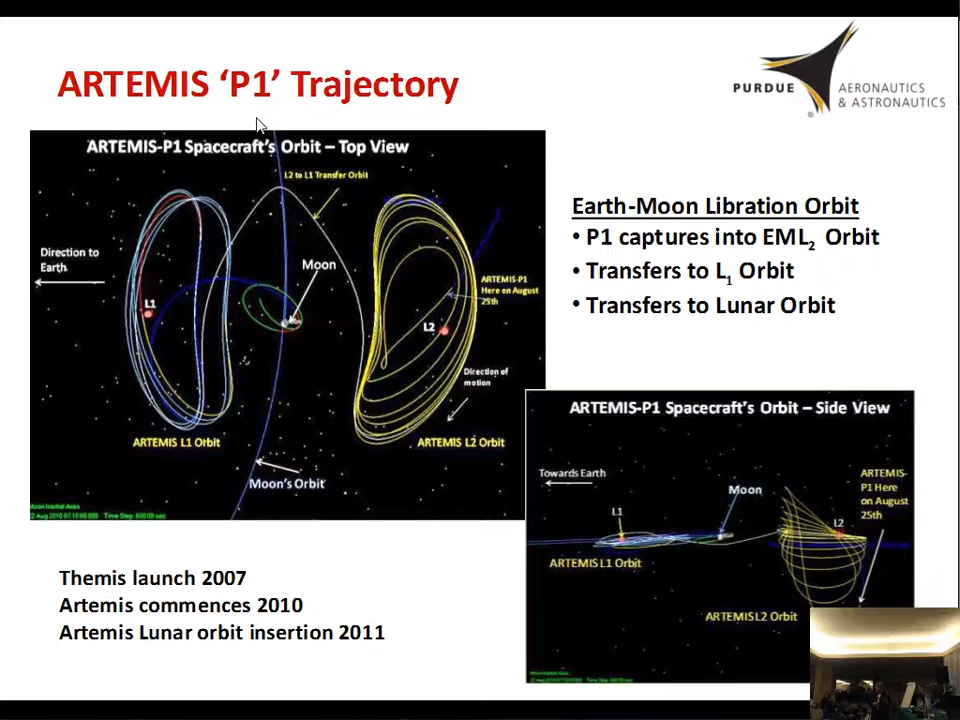 ARTEMIS ‘P1’ Trajectory
PURDUE
AERONAUTICS
& ASTRONAUTICS
ARTEMIS-P1 Spacecraft’s Orbit – Top View
L2 to L1 Transfer Orbit
Direction to
Earth
Moon
L1
ARTEMIS-P1
Here on August
25th
L2
Direction of
motion
ARTEMIS L1 Orbit
ARTEMIS L2 Orbit
Moon’s Orbit
Earth-Moon Libration Orbit
• P1 captures into EML2 Orbit
• Transfers to L1 Orbit
• Transfers to Lunar Orbit
ARTEMIS-P1 Spacecraft’s Orbit – Side View
Towards Earth
Moon
ARTEMIS-
P1 Here
on August
25th
L1
L2
ARTEMIS L1 Orbit
ARTEMIS L2 Orbit
Themis launch 2007
Artemis commences 2010
Artemis Lunar orbit insertion 2011